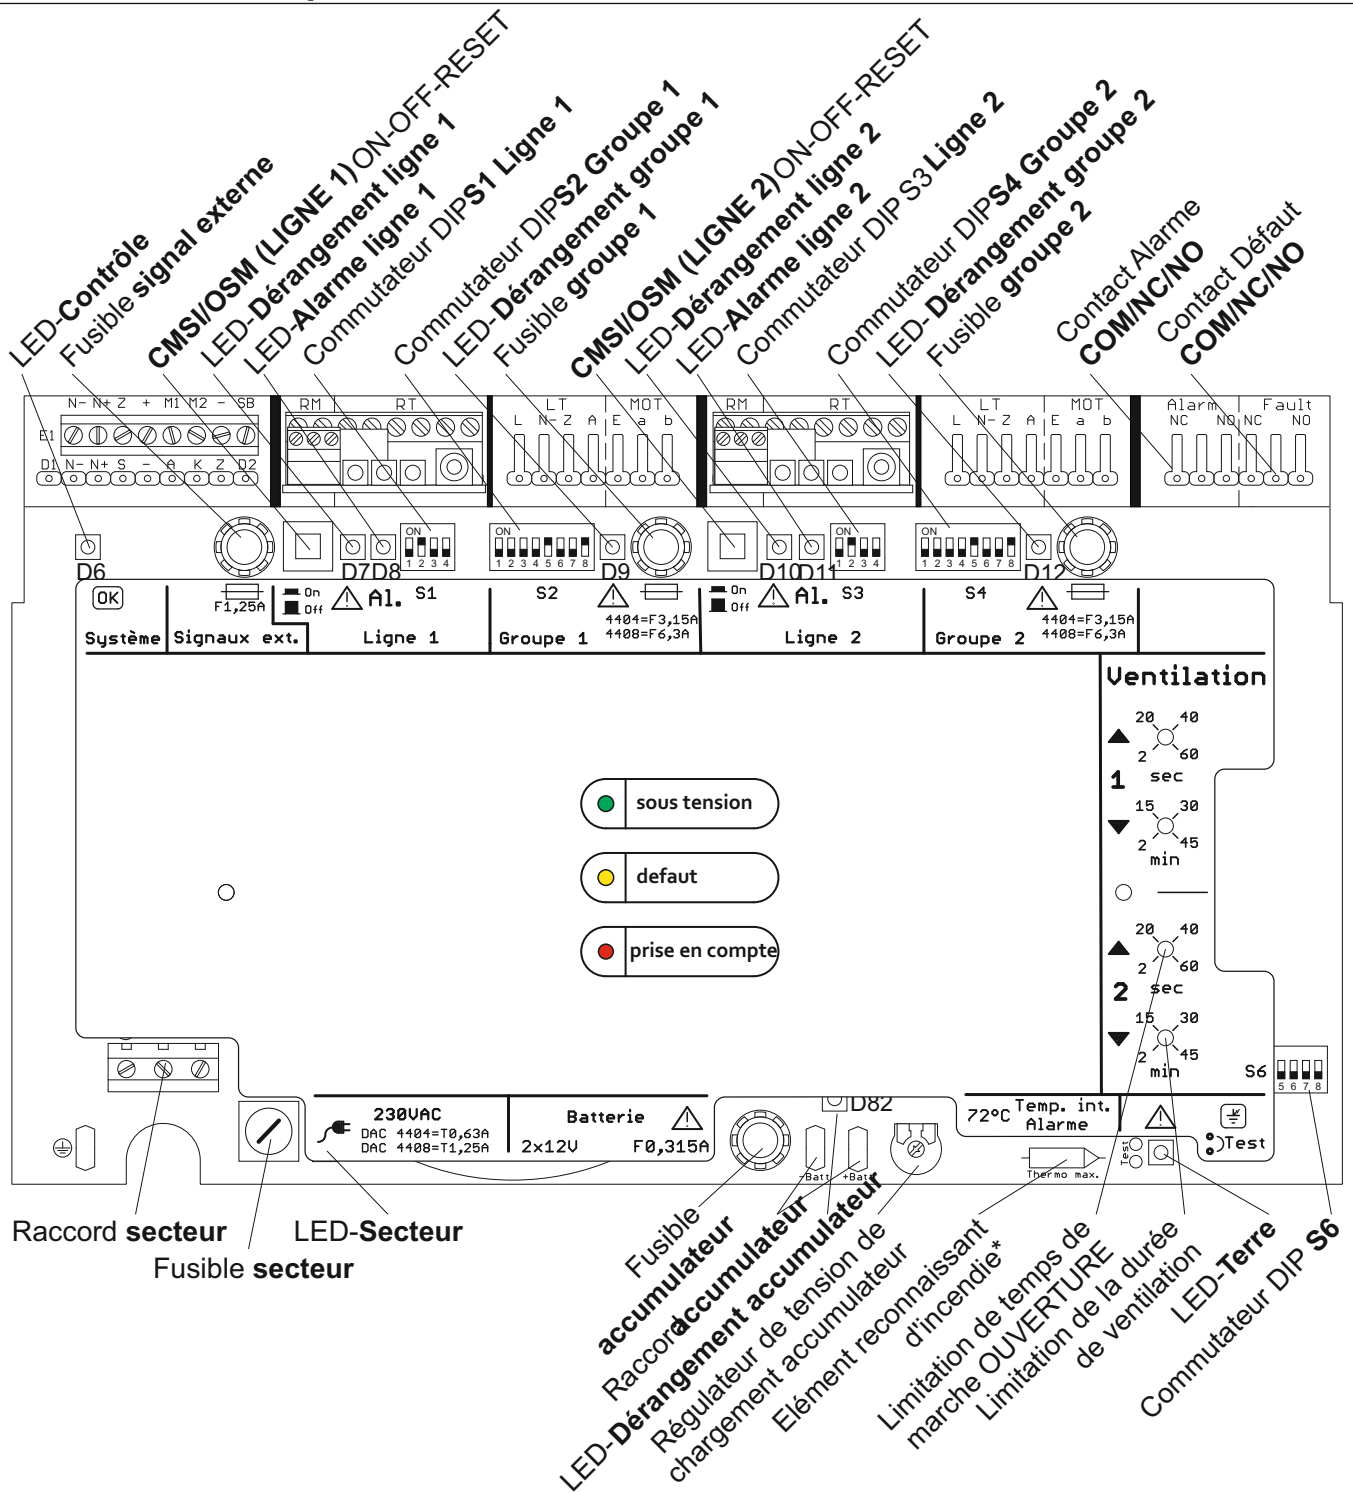 LED-Contrôle
Fusible signal externe
CMSI/OSM (LIGNE 1) ON-OFF-RESET
LED-Dérangement ligne 1
LED-Alarme ligne 1
Commutateur DIPS1 Ligne 1
Commutateur DIPS2 Groupe 1
LED-Dérangement groupe 1
Fusible groupe 1
CMSI/OSM (LIGNE 2) ON-OFF-RESET
LED-Dérangement ligne 2
LED-Alarme ligne 2
Commutateur DIP S3 Ligne 2
Commutateur DIPS4 Groupe 2
LED- Dérangement groupe 2
Fusible groupe 2
Contact Alarme
COM/NC/NO
Contact Défaut
COM/NC/NO
N- N+ Z + M1 M2 - SB
RM RT
LT MOT
L N- Z A E a b
RM RT
LT MOT
L N- Z A E a b
Alarm Fault
NC NO NC NO
E1
D1 N- N+ S - A K Z D2
ON
1 2 3 4
ON
1 2 3 4 5 6 7 8
ON
1 2 3 4
ON
1 2 3 4 5 6 7 8
D6 D7 D8 D9 D10 D11 D12
OK
F1,25A
On
Off
Al. S1
S2
4404=F3,15A
4408=F6,3A
On
Off
Al. S3
S4
4404=F3,15A
4408=F6,3A
Système Signaux ext. Ligne 1 Groupe 1 Ligne 2 Groupe 2
Ventilation
20 40
2 60
1 sec
15 30
2 45
min
sous tension
defaut
prise en compte
20 40
2 60
2 sec
15 30
2 45
min
S6
5 6 7 8
230VAC
DAC 4404=T0,63A
DAC 4408=T1,25A
Batterie
2x12V F0,315A
D82
-Batt
+Batt
72°C Temp. int.
Alarme
Thermo max.
Test
Test
Raccord secteur
Fusible secteur
LED-Secteur
Fusible
accumulateur
Raccord accumulateur
LED-Dérangement accumulateur
Régulateur de tension de
chargement accumulateur
Elément reconnaissant
d'incendie*
Limitation de temps de
marche OUVERTURE
Limitation de la durée
de ventilation
LED-Terre
Commutateur DIP S6